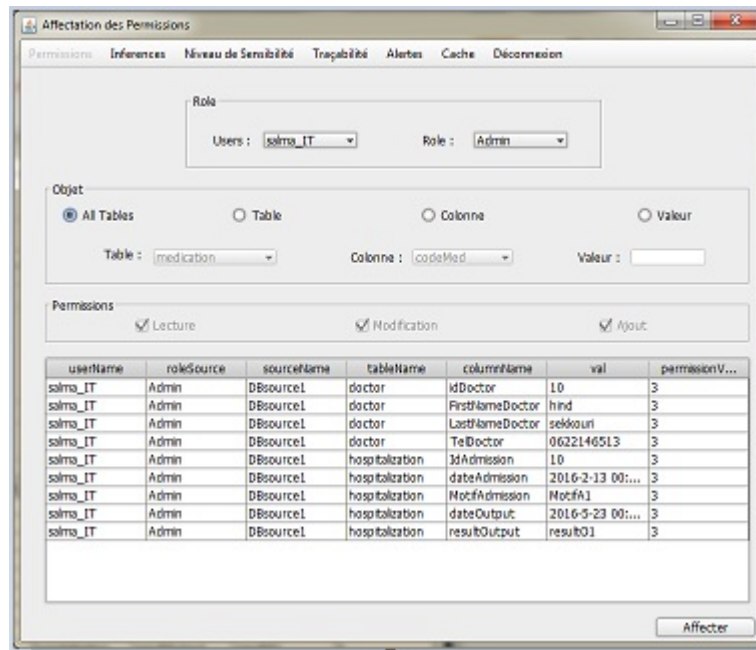 Affectation des Permissions
Permissions Inferences Niveau de Sensibilité Traçabilité Alertes Cache Déconnexion
Role
Users : salma_IT Role : Admin
Objet
All Tables Table Colonne Valeur
Table : medication Colonne : codeMed Valeur :
Permissions
Lecture Modification Ajout
userName roleSource sourceName tableName columnName val permissionV...
salma_IT Admin DBsource1 doctor idDoctor 10 3
salma_IT Admin DBsource1 doctor FirstNameDoctor hind 3
salma_IT Admin DBsource1 doctor LastNameDoctor sekkouri 3
salma_IT Admin DBsource1 doctor TelDoctor 0622146513 3
salma_IT Admin DBsource1 hospitalization IdAdmission 10 3
salma_IT Admin DBsource1 hospitalization dateAdmission 2016-2-13 00:... 3
salma_IT Admin DBsource1 hospitalization MotifAdmission MotifA1 3
salma_IT Admin DBsource1 hospitalization dateOutput 2016-5-23 00:... 3
salma_IT Admin DBsource1 hospitalization resultOutput resultO1 3
Affecter